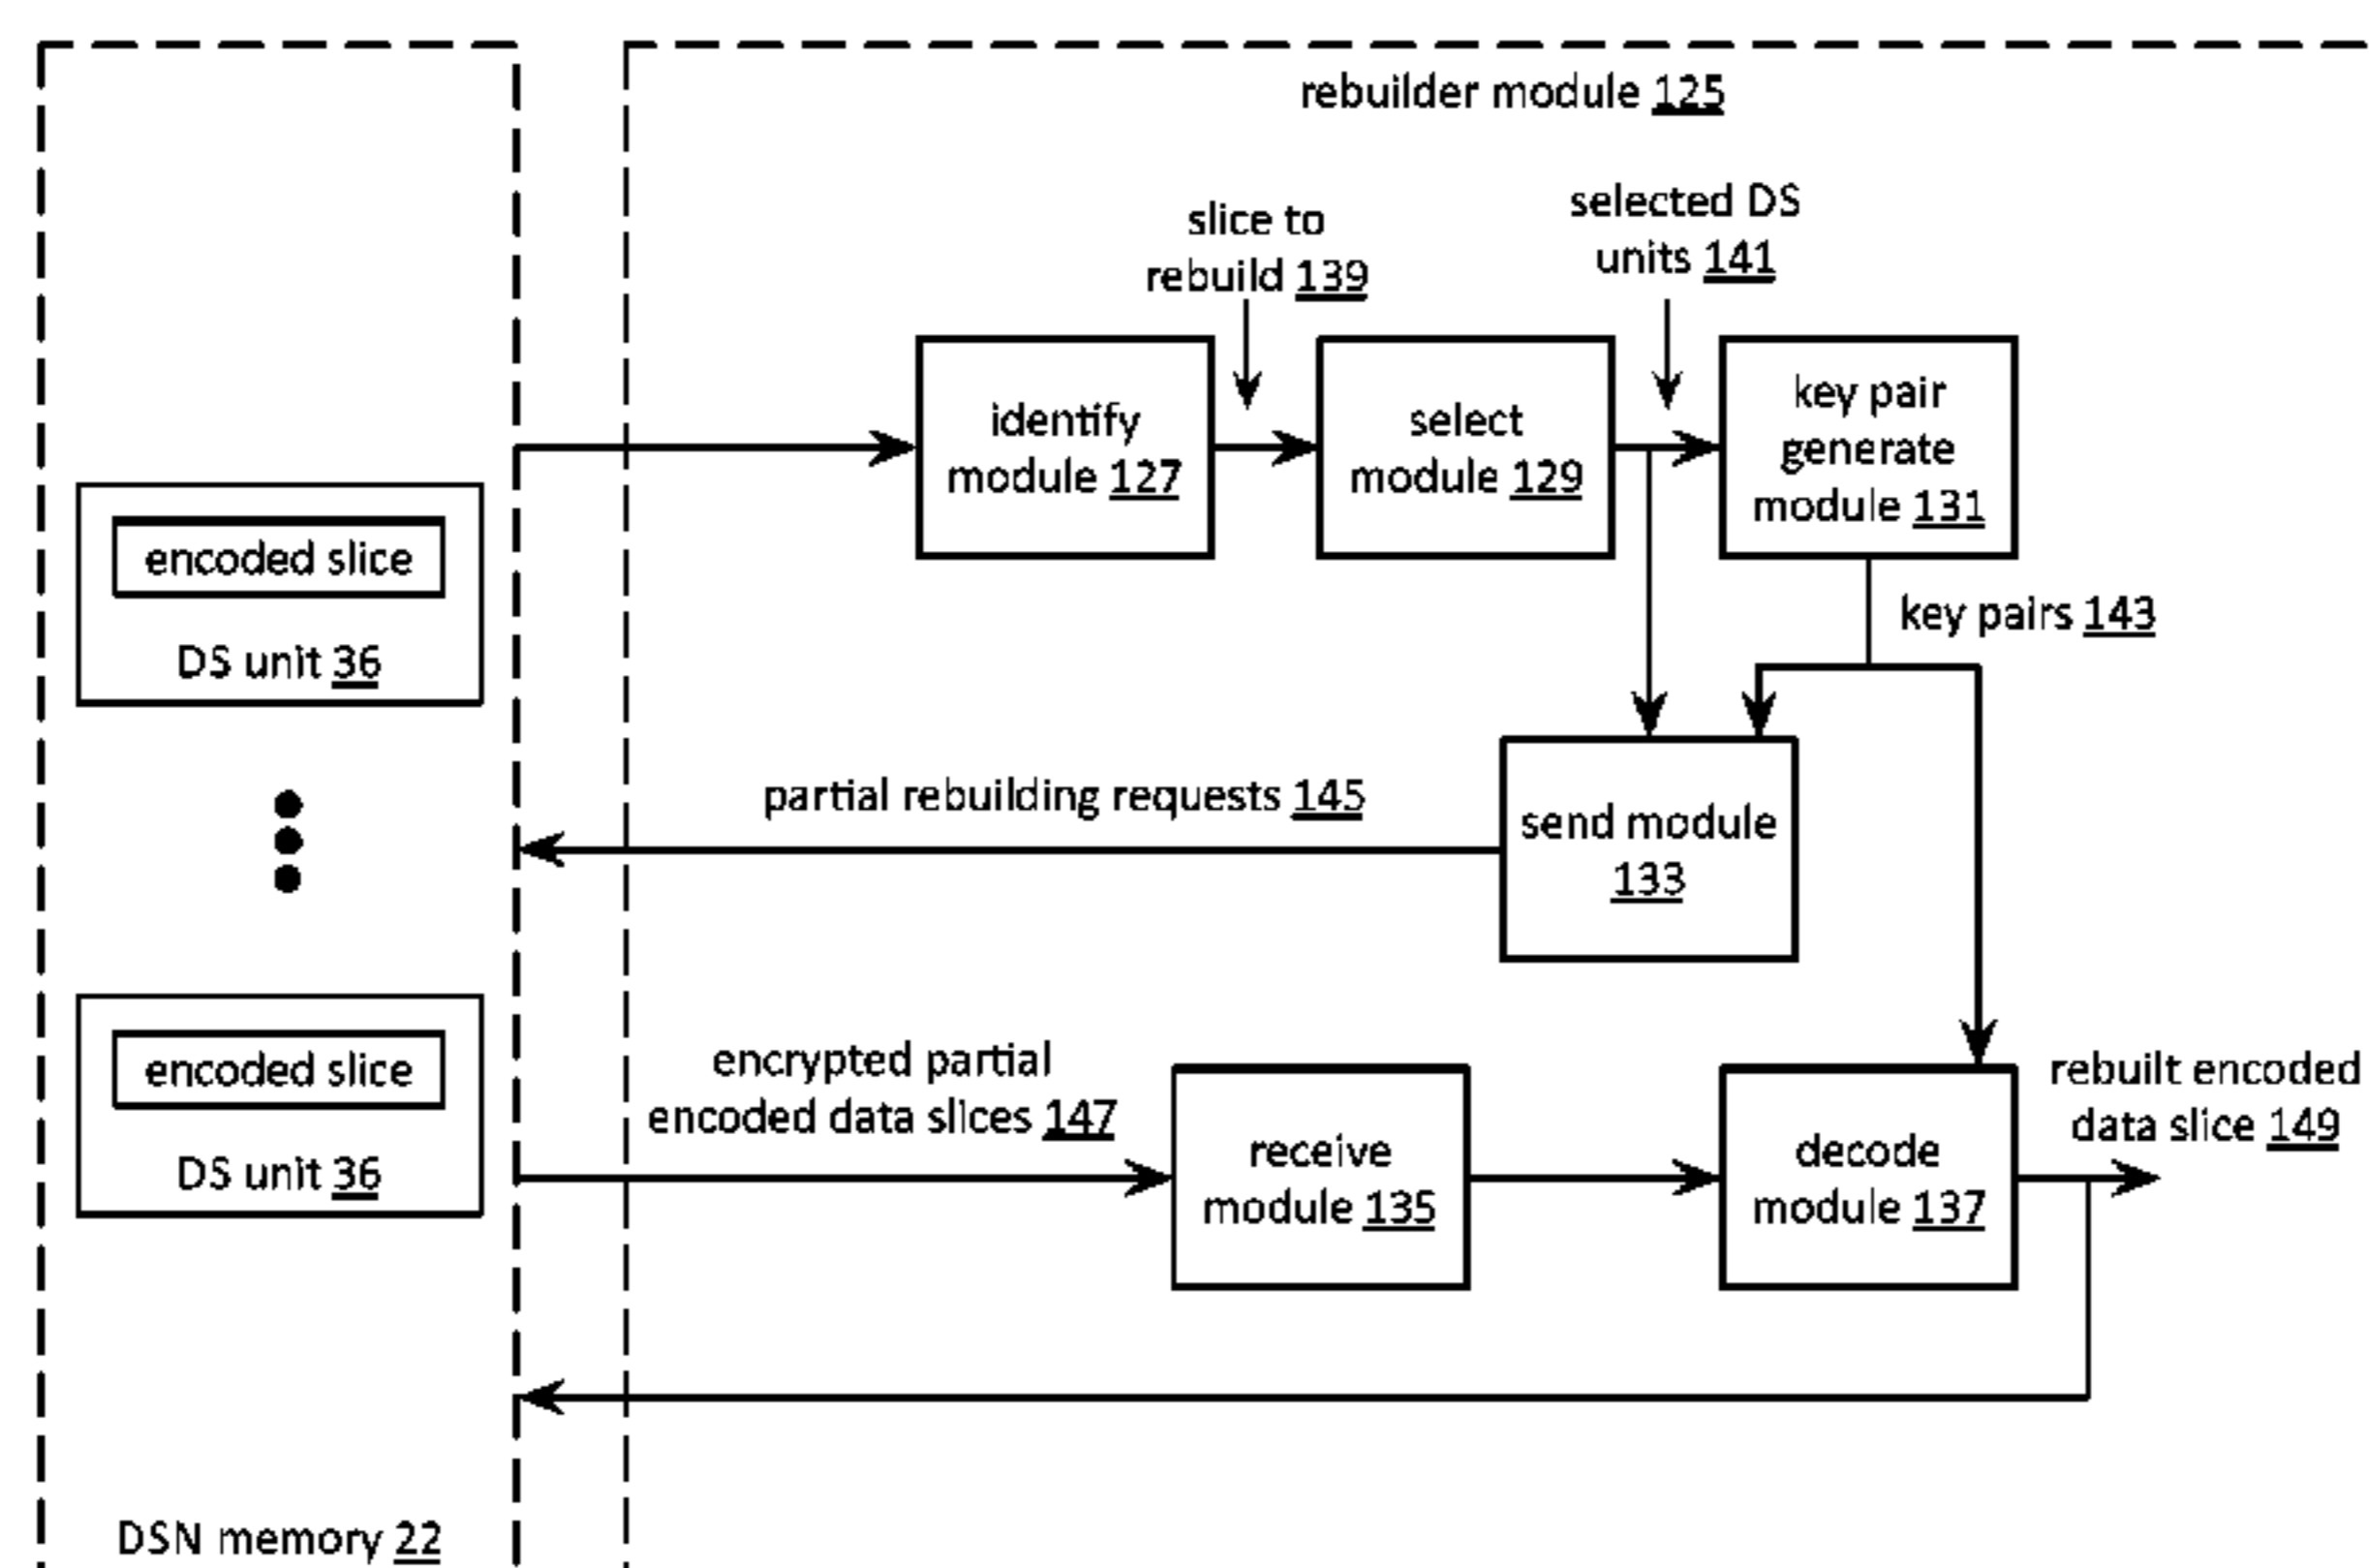 rebuilder module 125
slice to
rebuild 139
selected DS
units 141
identify
module 127
select
module 129
key pair
generate
module 131
encoded slice
DS unit 36
key pairs 143
partial rebuilding requests 145
send module
133
encoded slice
DS unit 36
encrypted partial
encoded data slices 147
receive
module 135
decode
module 137
rebuilt encoded
data slice 149
DSN memory 22